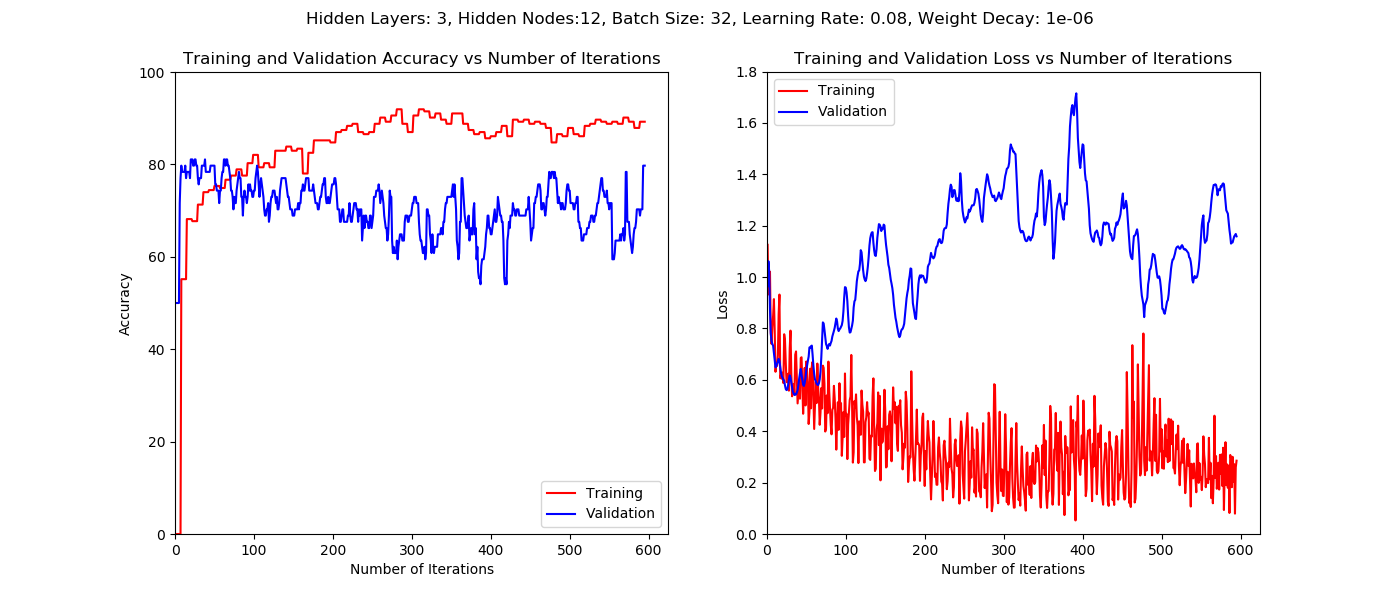 Hidden Layers: 3, Hidden Nodes:12, Batch Size: 32, Learning Rate: 0.08, Weight Decay: 1e-06
Training and Validation Accuracy vs Number of Iterations
100
80
60
40
20
0
Accuracy
0 100 200 300 400 500 600
Number of Iterations
Training
Validation
Training and Validation Loss vs Number of Iterations
1.8
1.6
1.4
1.2
1.0
0.8
0.6
0.4
0.2
0.0
Loss
0 100 200 300 400 500 600
Number of Iterations
Training
Validation